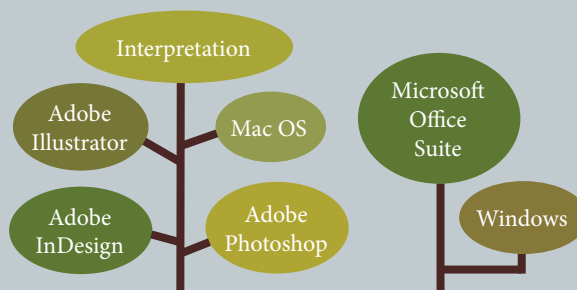 Interpretation
Adobe
Illustrator
Mac OS
Adobe
InDesign
Adobe
Photoshop
Microsoft
Office
Suite
Windows